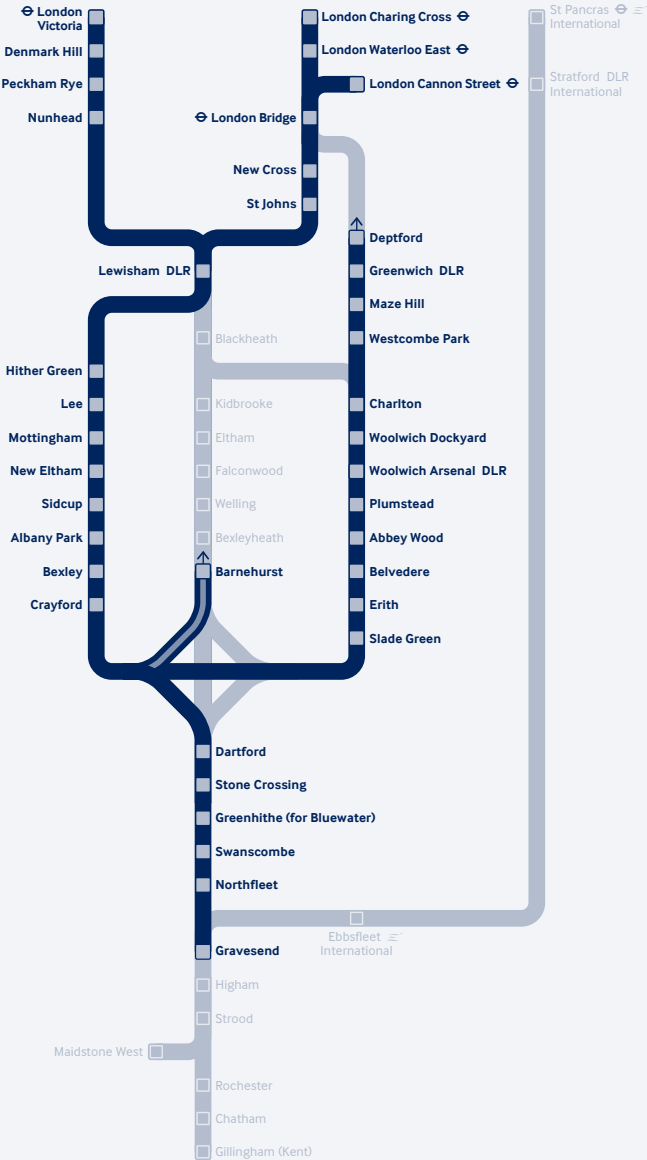 London
Victoria
Denmark Hill
Peckham Rye
Nunhead
London Charing Cross
London Waterloo East
London Cannon Street
London Bridge
New Cross
St Johns
St Pancras
International
Stratford DLR
International
Lewisham DLR
Deptford
Greenwich DLR
Maze Hill
Westcombe Park
Blackheath
Hither Green
Lee
Mottingham
New Eltham
Sidcup
Albany Park
Bexley
Crayford
Kidbrooke
Eltham
Falconwood
Welling
Bexleyheath
Barnehurst
Charlton
Woolwich Dockyard
Woolwich Arsenal DLR
Plumstead
Abbey Wood
Belvedere
Erith
Slade Green
Dartford
Stone Crossing
Greenhithe (for Bluewater)
Swanscombe
Northfleet
Ebbsfleet
International
Gravesend
Higham
Strood
Maidstone West
Rochester
Chatham
Gillingham (Kent)